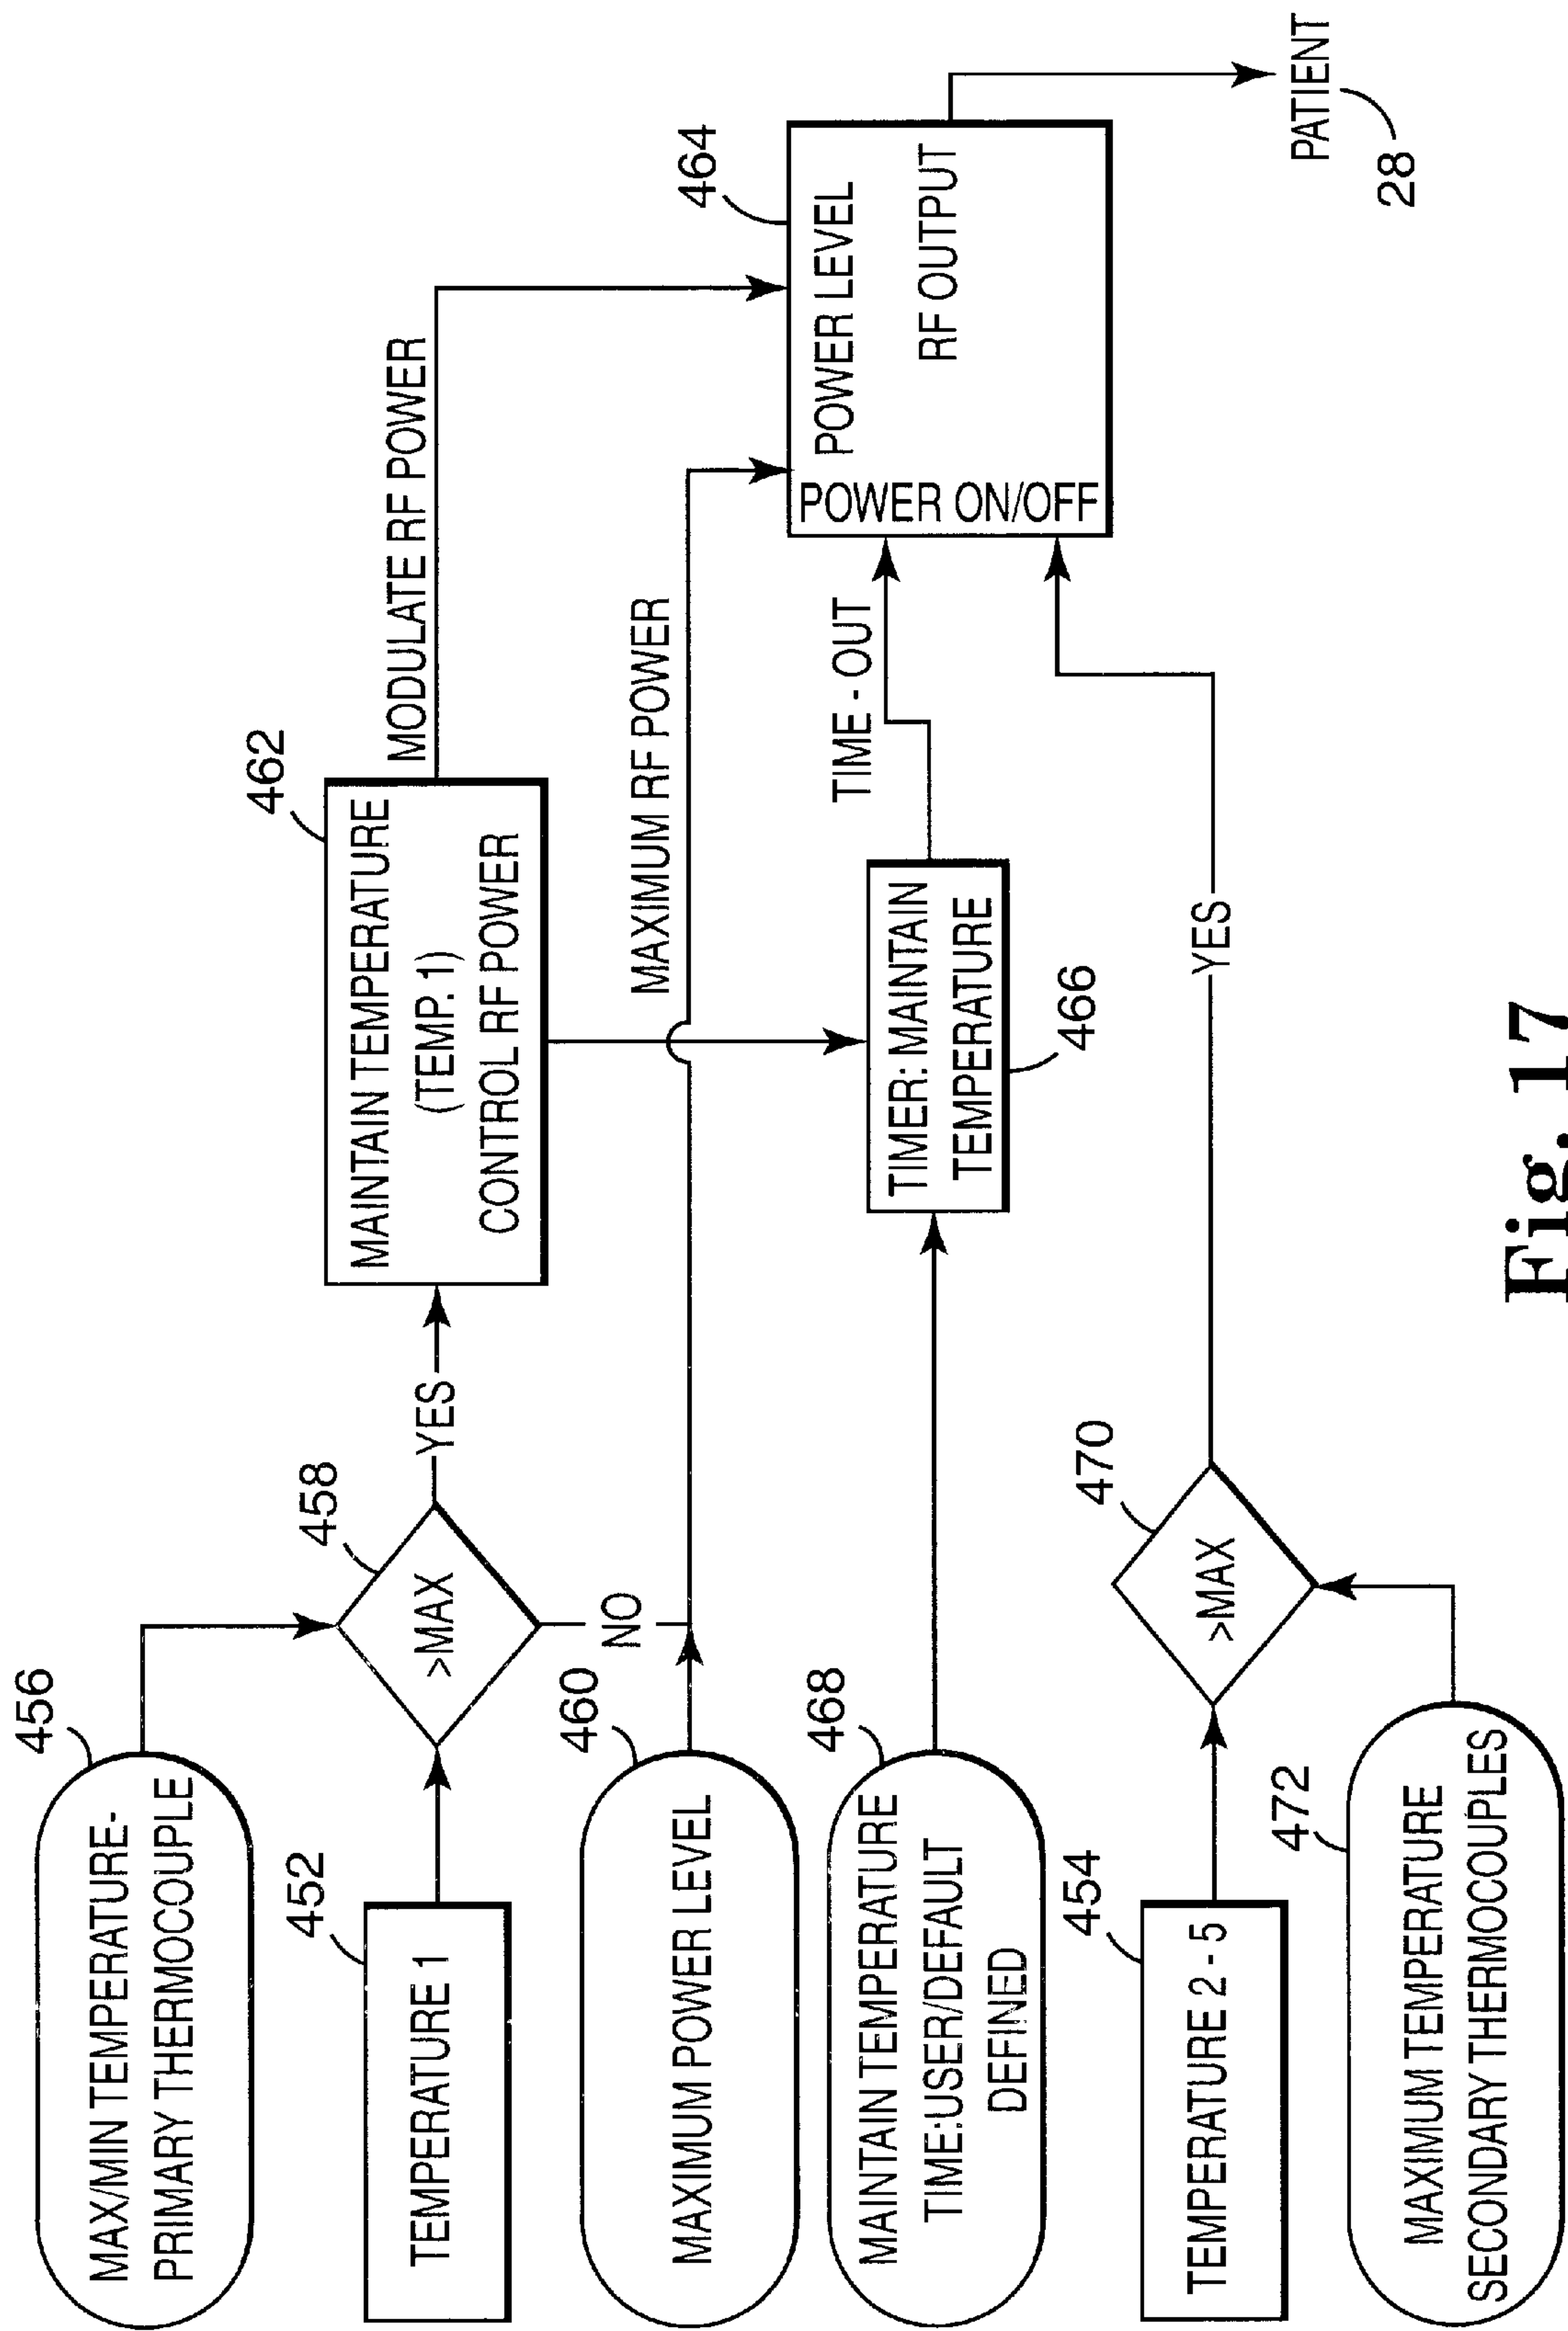 456
MAX/MIN TEMPERATURE-
PRIMARY THERMOCOUPLE
452
TEMPERATURE 1
458
>MAX
YES
NO
462
MAINTAIN TEMPERATURE
(TEMP. 1)
CONTROL RF POWER
MODULATE RF POWER
460
MAXIMUM POWER LEVEL
MAXIMUM RF POWER
464
POWER LEVEL
RF OUTPUT
POWER ON/OFF
PATIENT
28
468
MAINTAIN TEMPERATURE
TIME:USER/DEFAULT
DEFINED
TIMER: MAINTAIN
TEMPERATURE
466
TIME - OUT
454
TEMPERATURE 2 - 5
470
>MAX
YES
472
MAXIMUM TEMPERATURE
SECONDARY THERMOCOUPLES
Fig. 17